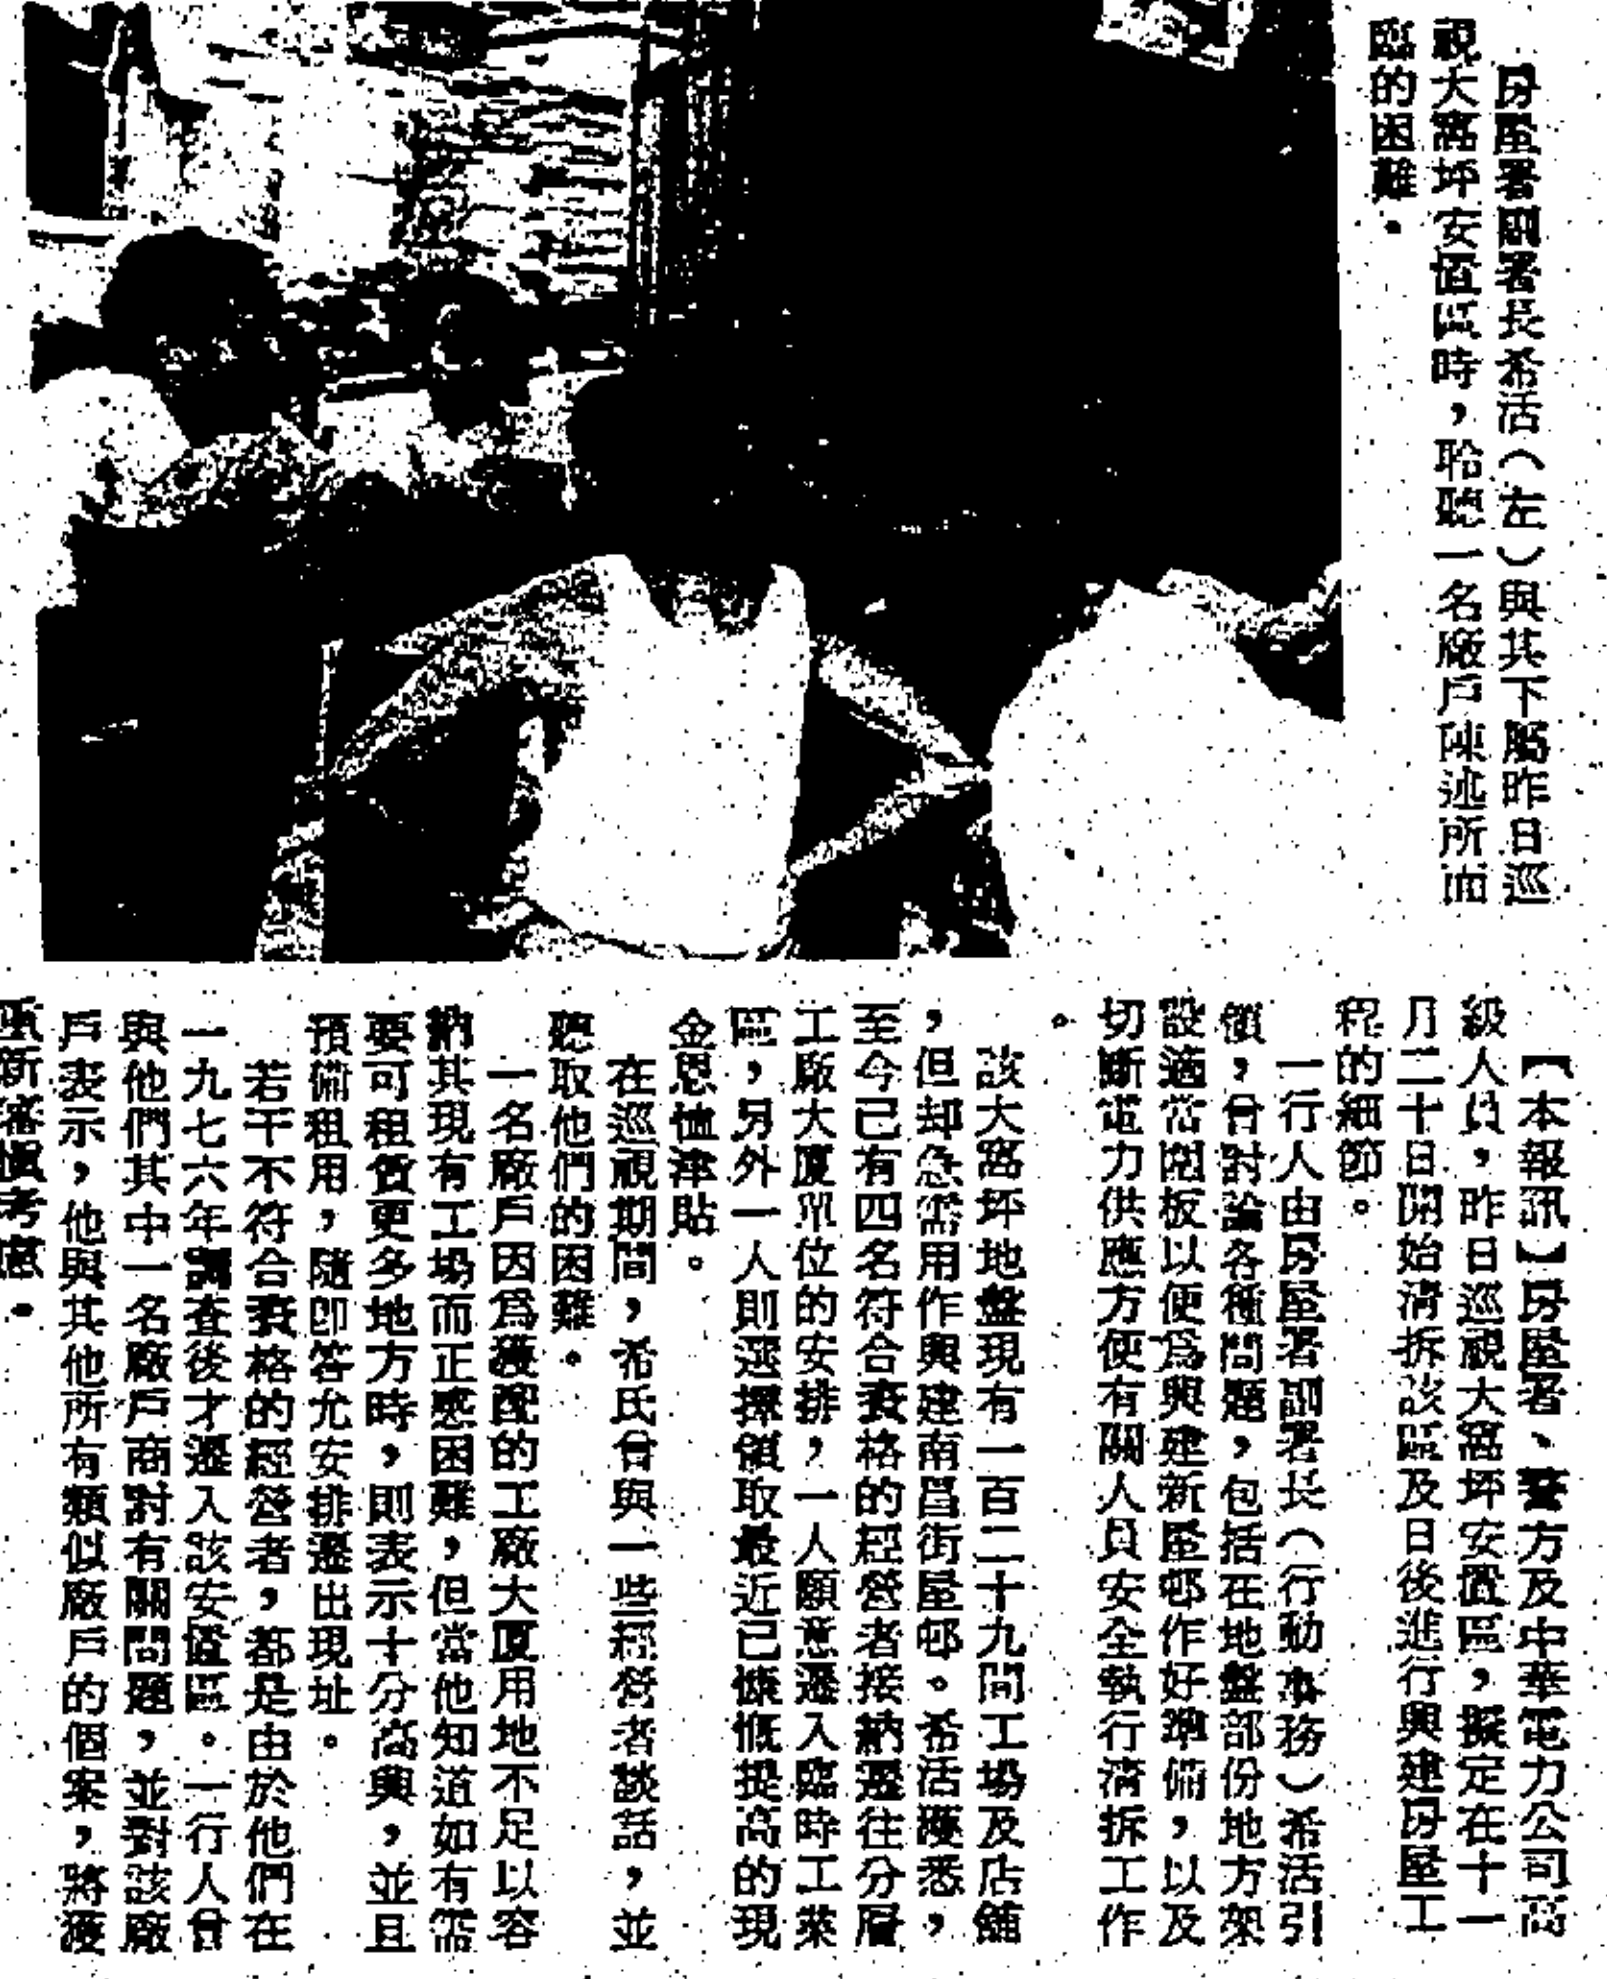 房屋署副署長希活（左）與其下屬昨日巡
視大窩坪安置區時，聆聽一名廠戶陳述所面
臨的困難。
【本報訊】房屋署、警方及中華電力公司高
級人員，昨日巡視大窩坪安置區，擬定在十一
月二十日開始清拆該區及日後進行興建房屋工
程的細節。
一行人由房屋署副署長（行動事務）希活引
領，曾討論各種問題，包括在地盤部份地方架
設適當閘板以便為興建新屋邨作好準備，以及
切斷電力供應方便有關人員安全執行清拆工作
。
該大窩坪地盤現有一百二十九間工場及店舖
，但却急需用作興建南昌街屋邨。希活獲悉，
至今已有四名符合資格的經營者接納遷往分層
工廠大廈單位的安排，一人願意遷入臨時工業
區，另外一人則選擇領取最近已慷慨提高的現
金恩恤津貼。
在巡視期間，希氏曾與一些經營者談話，並
聽取他們的困難。
一名廠戶因為獲配的工廠大廈用地不足以容
納其現有工場而正感困難，但當他知道如有需
要可租賃更多地方時，則表示十分高興，並且
預備租用，隨即答允安排遷出現址。
若干不符合資格的經營者，都是由於他們在
一九七六年調查後才遷入該安置區。一行人曾
與他們其中一名廠戶商討有關問題，並對該廠
戶表示，他與其他所有類似廠戶的個案，將獲
重新審慎考慮。